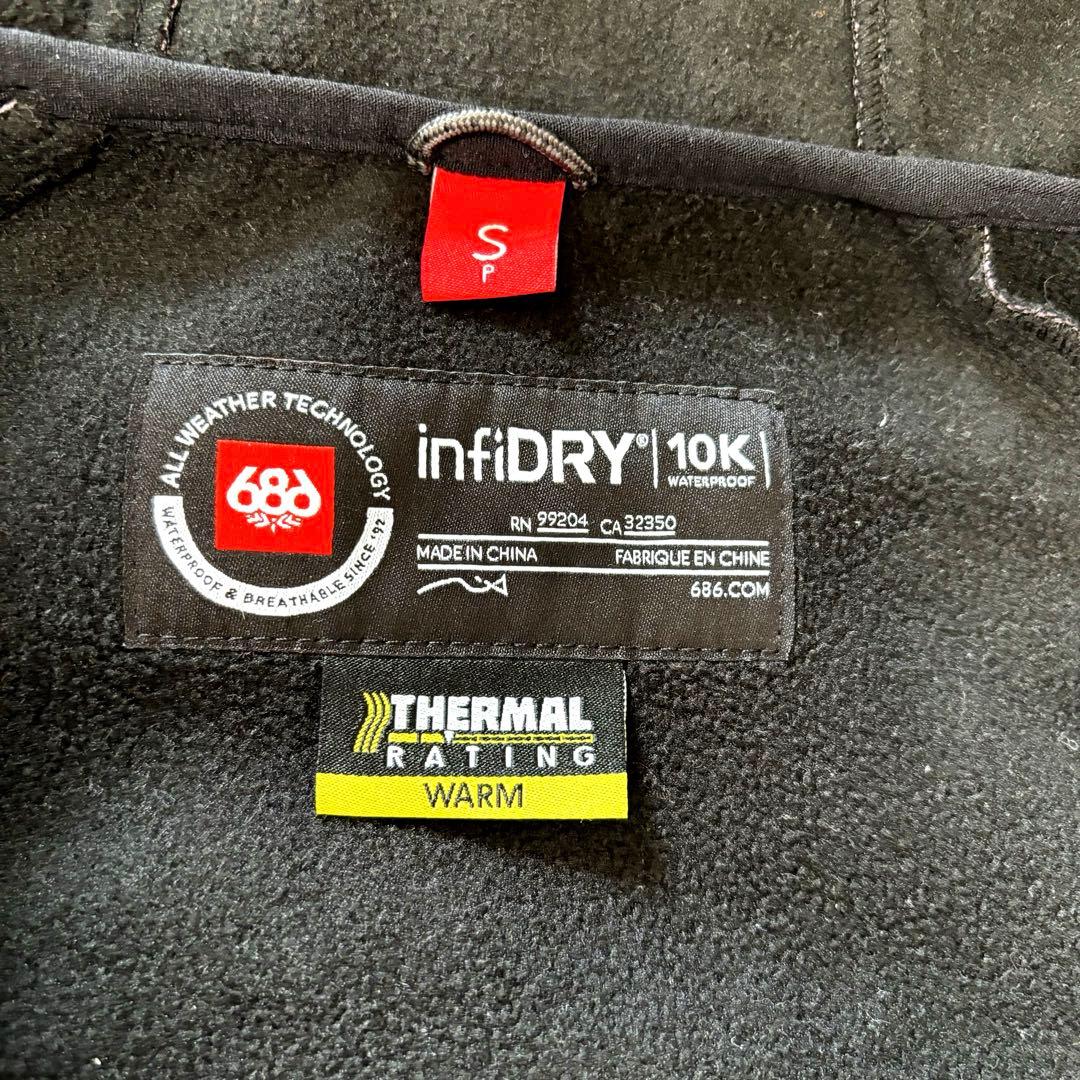 S
P
ALL WEATHER TECHNOLOGY
686
WATERPROOF & BREATHABLE SINCE '92
infiDRY® | 10K |
WATERPROOF
RN 99204 CA 32350
MADE IN CHINA FABRIQUE EN CHINE
686.COM
THERMAL
RATING
WARM